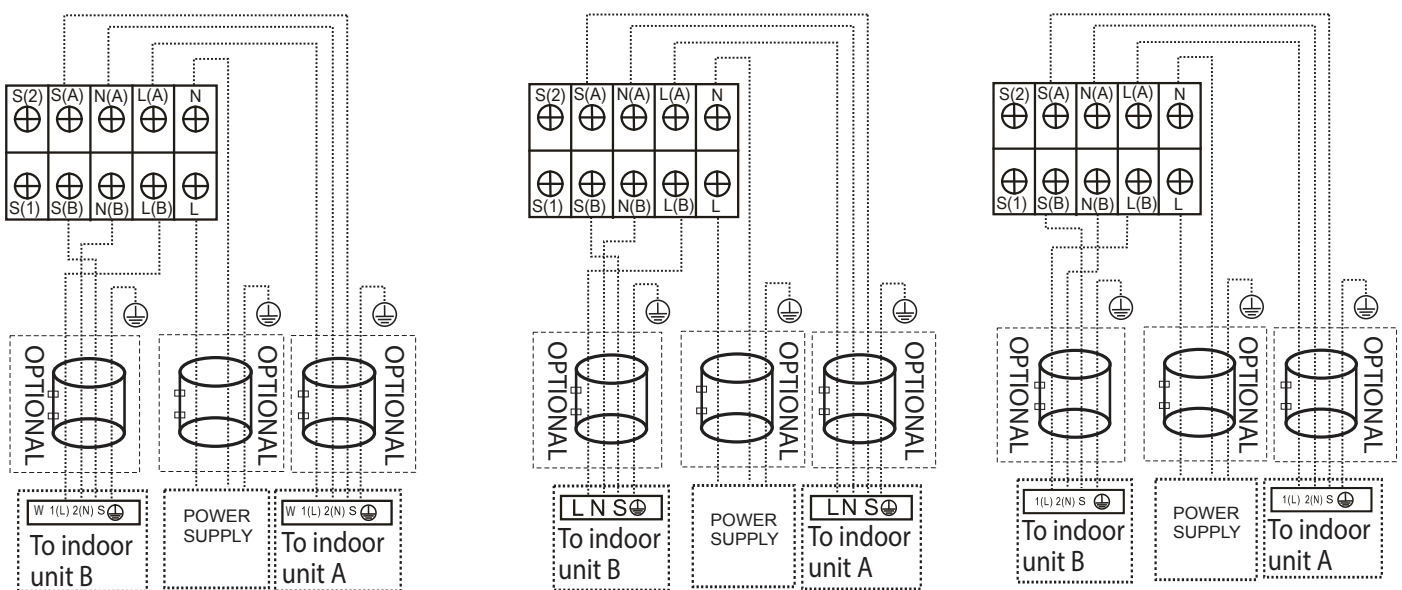 S(2) S(A) N(A) L(A) N
S(1) S(B) N(B) L(B) L
OPTIONAL
OPTIONAL
OPTIONAL
W 1(L) 2(N) S
To indoor
unit B
POWER
SUPPLY
W 1(L) 2(N) S
To indoor
unit A
S(2) S(A) N(A) L(A) N
S(1) S(B) N(B) L(B) L
OPTIONAL
OPTIONAL
OPTIONAL
L N S
To indoor
unit B
POWER
SUPPLY
L N S
To indoor
unit A
S(2) S(A) N(A) L(A) N
S(1) S(B) N(B) L(B) L
OPTIONAL
OPTIONAL
OPTIONAL
1(L) 2(N) S
To indoor
unit B
POWER
SUPPLY
1(L) 2(N) S
To indoor
unit A